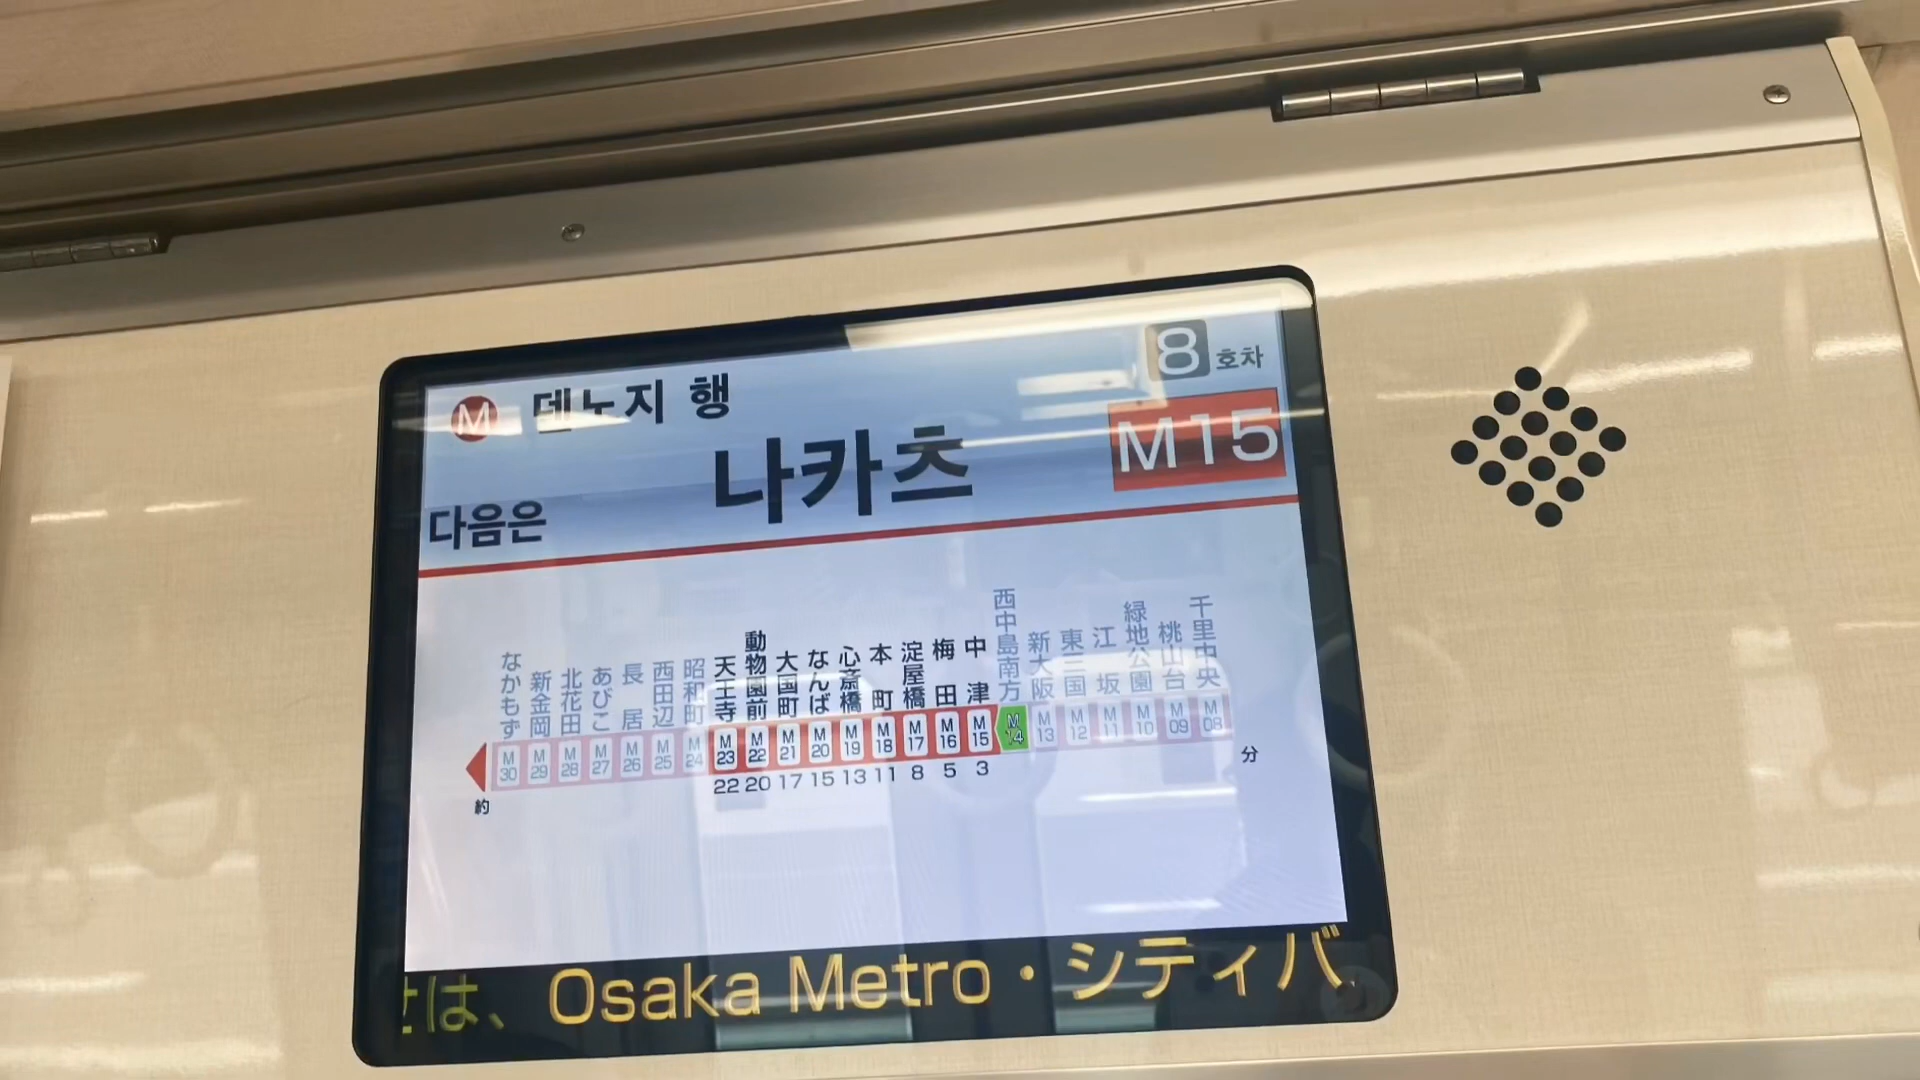 M 덴노지 행
8 호차
나카츠
M15
다음은
なかもず 新金岡 北花田 あびこ 長居 西田辺 昭和町 天王寺 動物園前 大国町 なんば 心斎橋 本町 淀屋橋 梅田 中津 西中島南方 新大阪 東三国 江坂 緑地公園 桃山台 千里中央
M30 M29 M28 M27 M26 M25 M24 M23 M22 M21 M20 M19 M18 M17 M16 M15 M14 M13 M12 M11 M10 M09 M08
約 22 20 17 15 13 11 8 5 3 分
は、Osaka Metro・シティバ